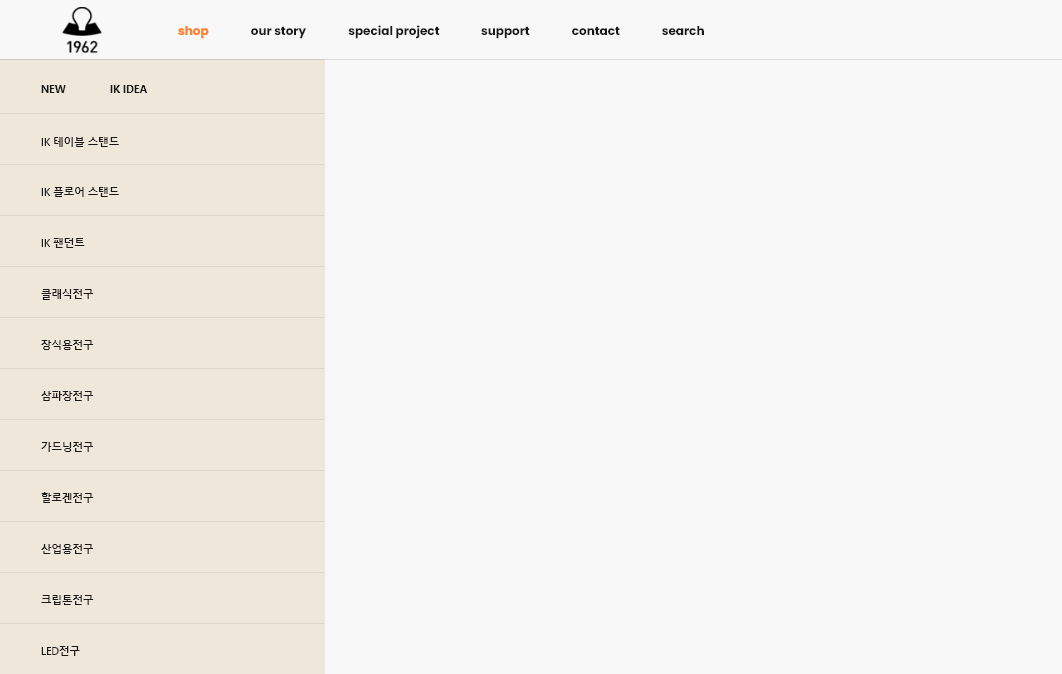 1962
shop our story special project support contact search
NEW IK IDEA
IK 테이블 스탠드
IK 플로어 스탠드
IK 팬던트
클래식전구
장식용전구
삼파장전구
가드닝전구
할로겐전구
산업용전구
크립톤전구
LED전구